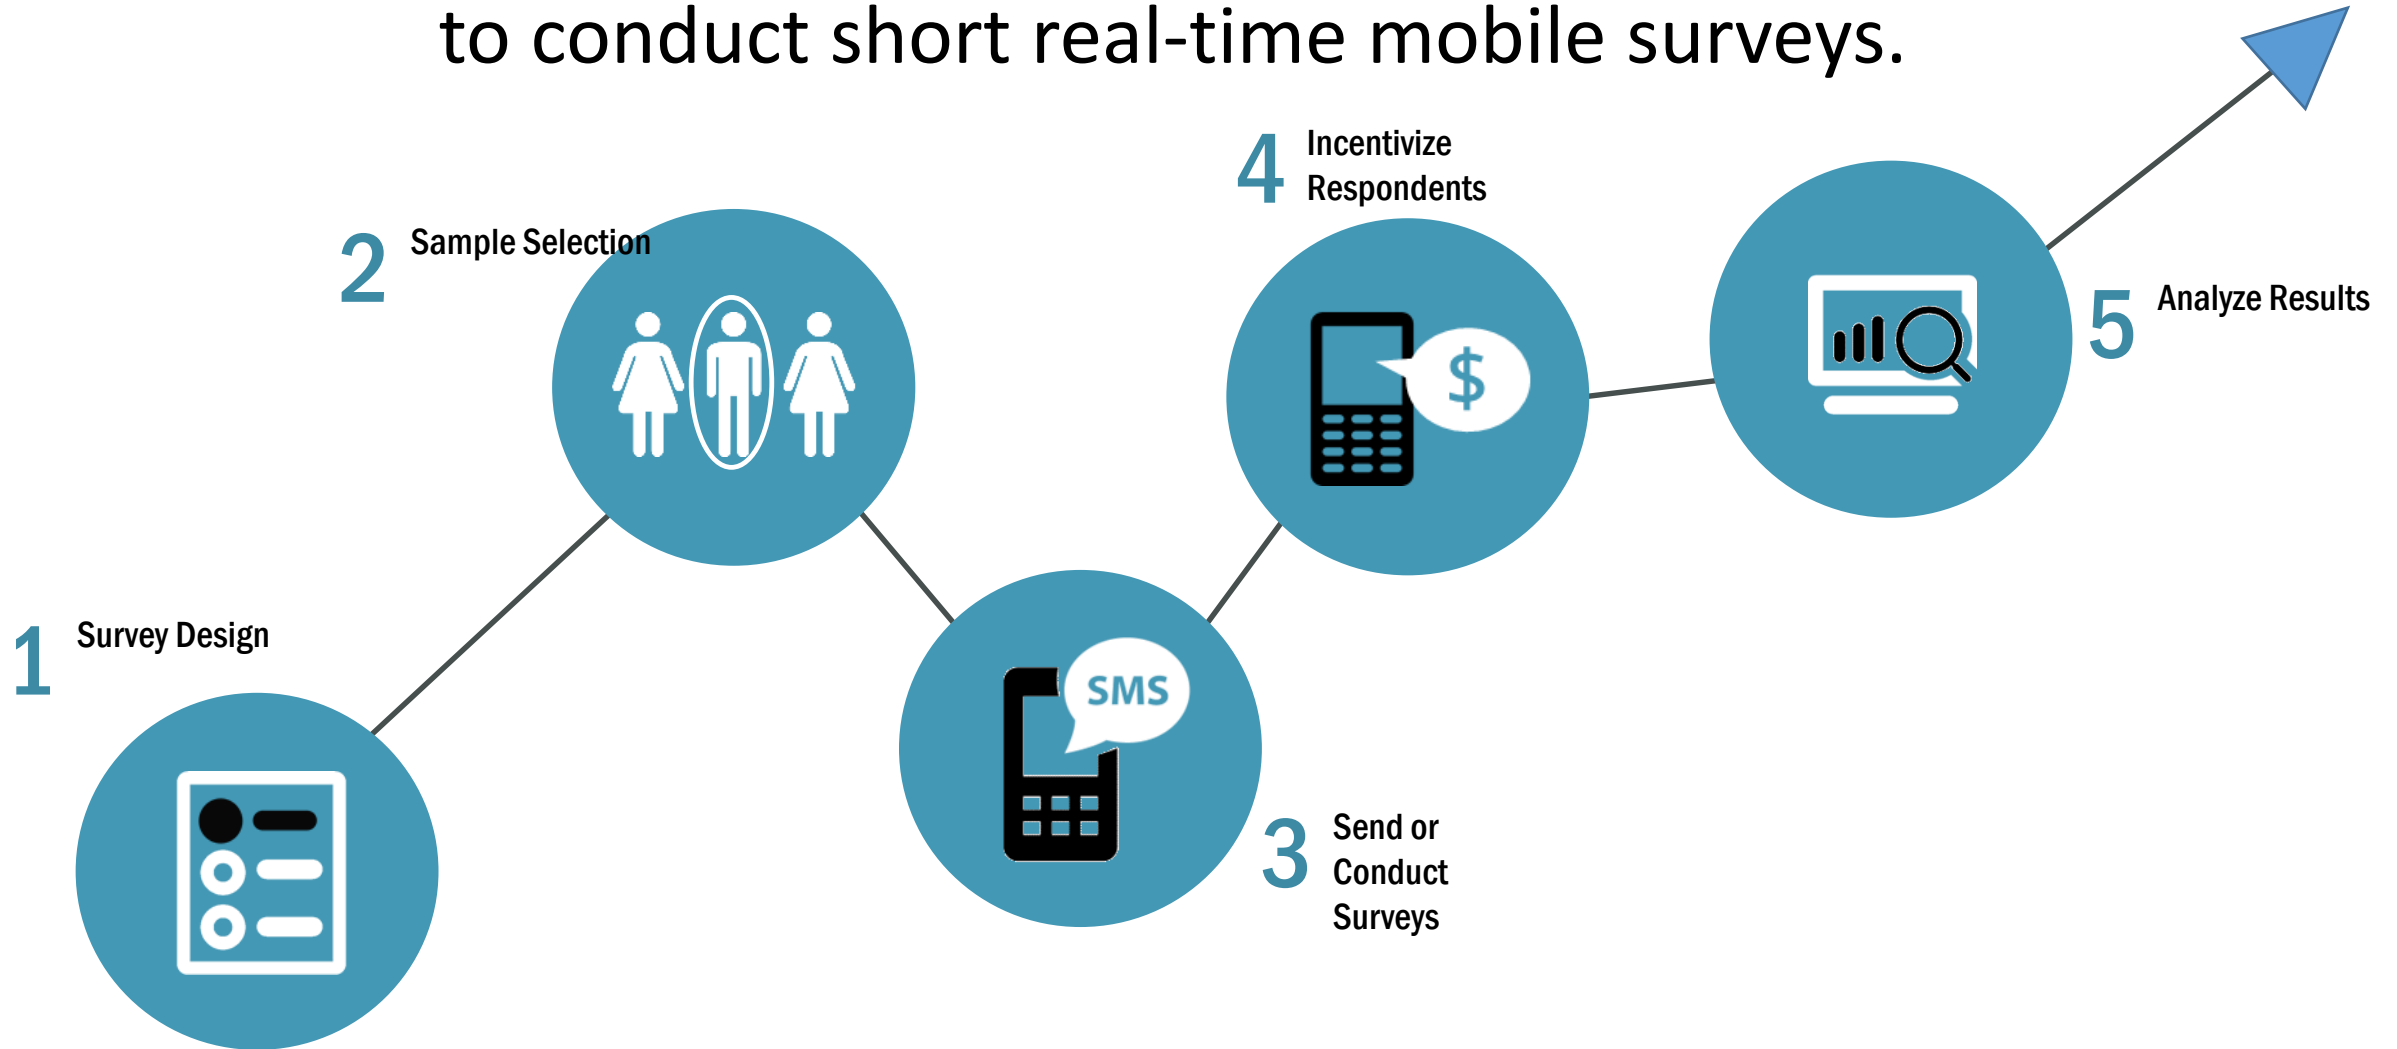 to conduct short real-time mobile surveys.
1
Survey Design
2
Sample Selection
SMS
3
Send or
Conduct
Surveys
4
Incentivize
Respondents
$
5
Analyze Results